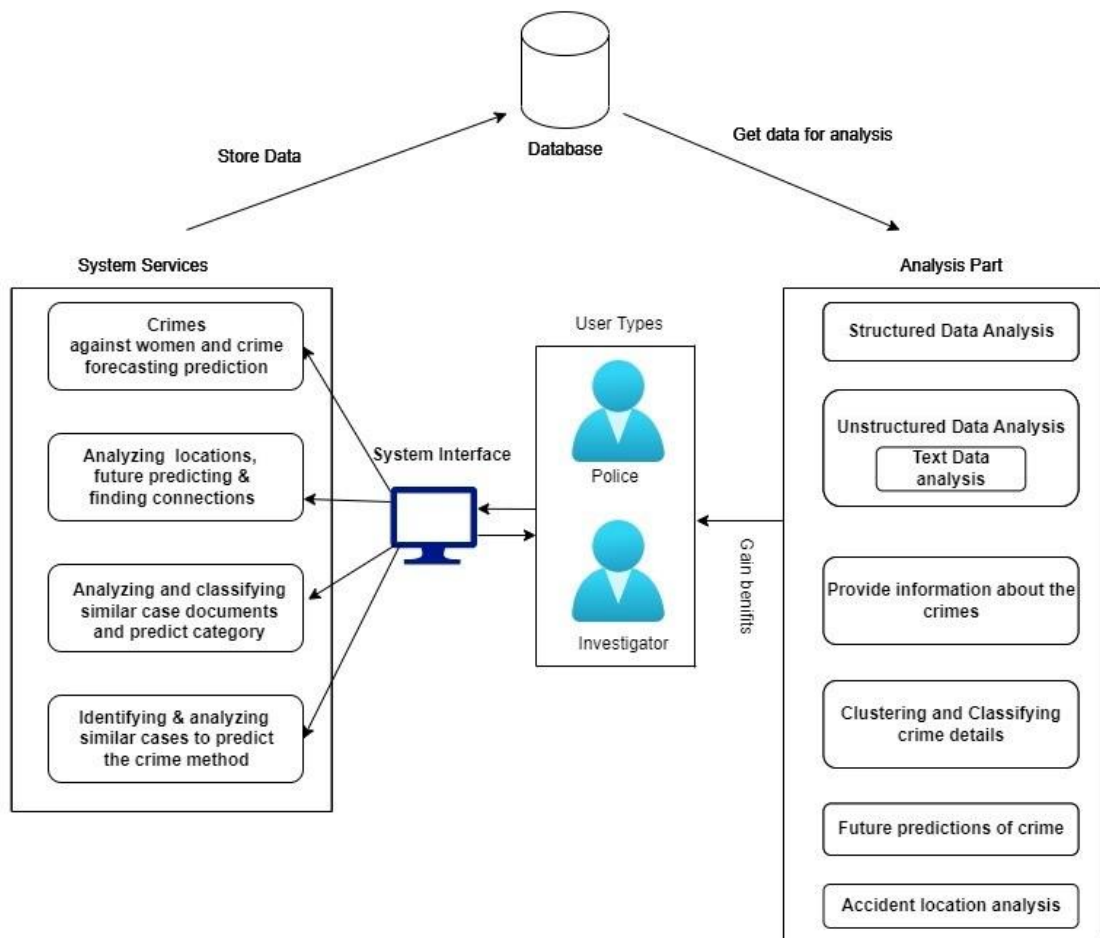 Database
Store Data
Get data for analysis
System Services
Crimes
against women and crime
forecasting prediction
Analyzing locations,
future predicting &
finding connections
Analyzing and classifying
similar case documents
and predict category
Identifying & analyzing
similar cases to predict
the crime method
System Interface
User Types
Police
Investigator
Gain benifits
Analysis Part
Structured Data Analysis
Unstructured Data Analysis
Text Data
analysis
Provide information about the
crimes
Clustering and Classifying
crime details
Future predictions of crime
Accident location analysis